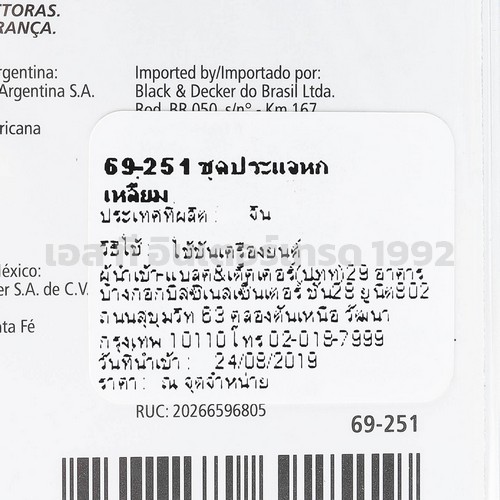 TORAS.
RANÇA.
rgentina:
Argentina S.A.
ricana
Imported by/Importado por:
Black & Decker do Brasil Ltda.
Rod. BR 050, s/nº - Km 167
69-251 ชุดประแจหก
เหลี่ยม
ประเทศที่ผลิต: จีน
วิธีใช้: ใช้ขันเครื่องยนต์
ผู้นำเข้า-แบลค&เด็คเคอร์(ปทท)29 อาคาร
บางกอกบิสซิเนสเซ็นเตอร์ ชั้น28 ยูนิต802
ถนนสุขุมวิท 63 คลองตันเหนือ วัฒนา
กรุงเทพ 10110 โทร 02-018-7999
วันที่นำเข้า: 24/08/2019
ราคา: ณ จุดจำหน่าย
1992
éxico:
er S.A. de C.V.
ta Fé
RUC: 20266596805
69-251